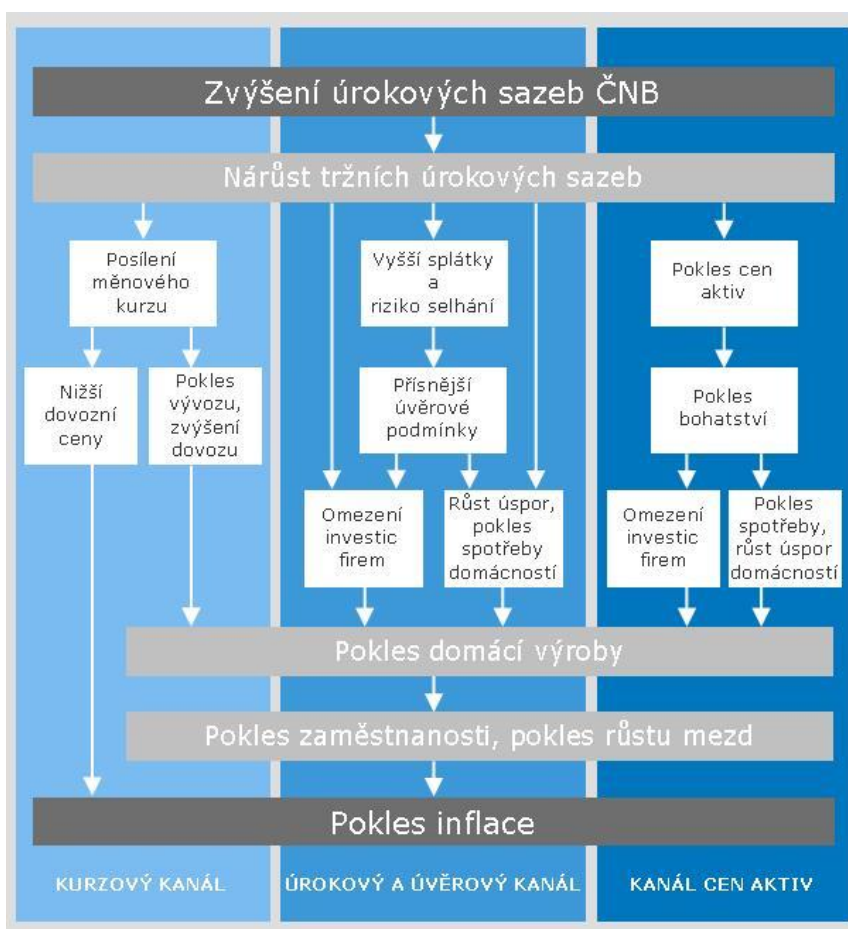 Zvýšení úrokových sazeb ČNB
Nárůst tržních úrokových sazeb
Posílení
měnového
kurzu
Vyšší splátky
a
riziko selhání
Pokles cen
aktiv
Nižší
dovozní
ceny
Pokles
vývozu,
zvýšení
dovozu
Přísnější
úvěrové
podmínky
Pokles
bohatství
Omezení
investic
firem
Růst úspor,
pokles
spotřeby
domácností
Omezení
investic
firem
Pokles
spotřeby,
růst úspor
domácností
Pokles domácí výroby
Pokles zaměstnanosti, pokles růstu mezd
Pokles inflace
KURZOVÝ KANÁL
ÚROKOVÝ A ÚVĚROVÝ KANÁL
KANÁL CEN AKTIV